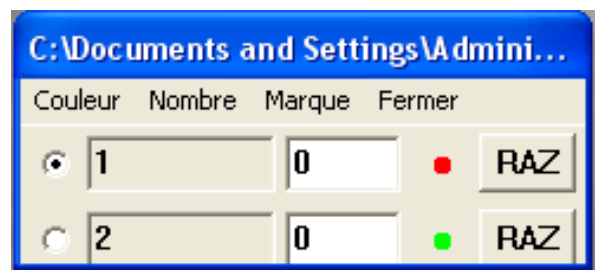 C:\Documents and Settings\Admini...
Couleur Nombre Marque Fermer
1 0 RAZ
2 0 RAZ